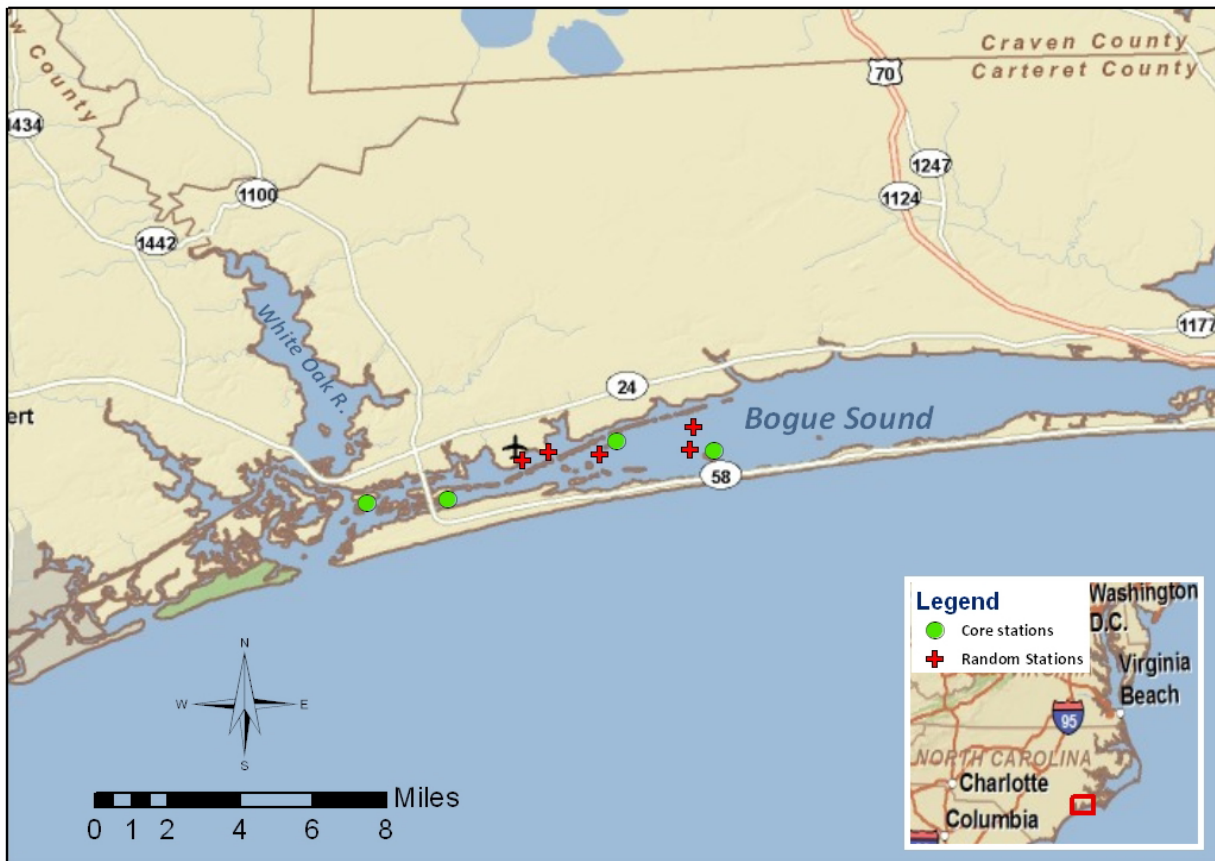 Craven County
Carteret County
w County
70
1434
1247
1100
1124
1442
1177
White Oak R.
24
ert
Bogue Sound
58
N
W
E
S
Miles
0 1 2 4 6 8
Legend
Core stations
Random Stations
Washington
D.C.
Virginia
Beach
95
NORTH CAROLINA
Charlotte
Columbia